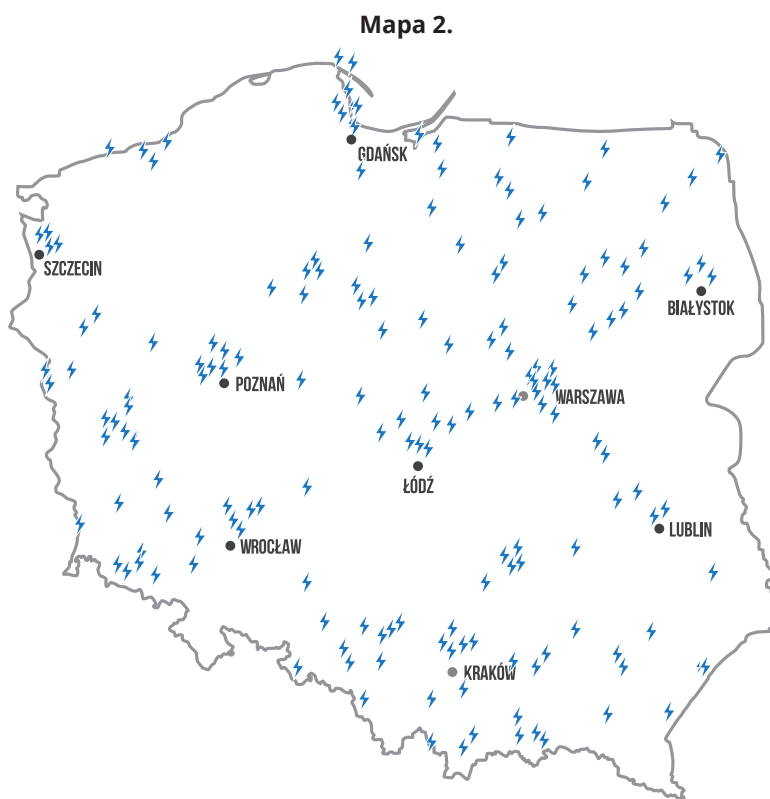 Mapa 2.
GDAŃSK
SZCZECIN
BIAŁYSTOK
POZNAŃ
WARSZAWA
ŁÓDŹ
LUBLIN
WROCŁAW
KRAKÓW